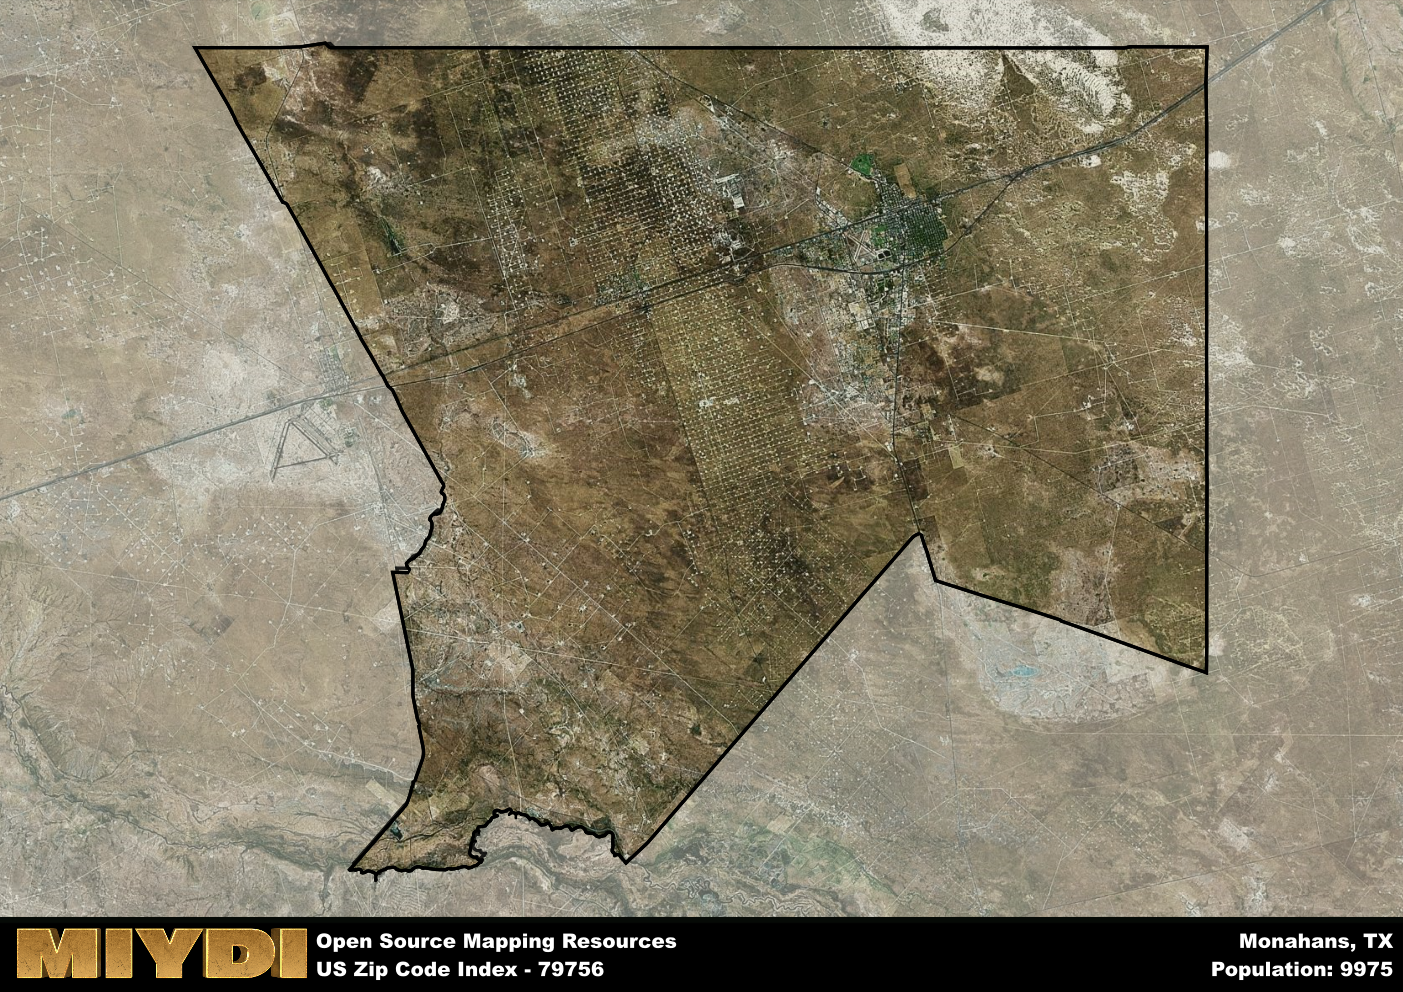 MIYDI
Open Source Mapping Resources
US Zip Code Index - 79756
Monahans, TX
Population: 9975